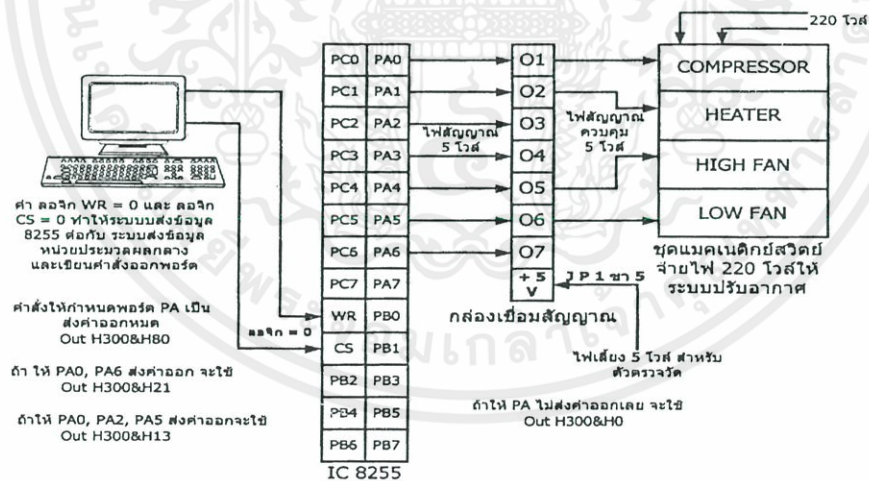 220 โวลต์
COMPRESSOR
HEATER
HIGH FAN
LOW FAN
ชุดแมคเนติกย์สวิตย์
จ่ายไฟ 220 โวลให้
ระบบปรับอากาศ
PC0 PA0
PC1 PA1
PC2 PA2
PC3 PA3
PC4 PA4
PC5 PA5
PC6 PA6
PC7 PA7
WR PB0
CS PB1
PB2 PB3
PB4 PB5
PB6 PB7
IC 8255
ไฟสัญญาณ
5 โวลต์
O1
O2
O3
O4
O5
O6
O7
+ 5
V
ไฟสัญญาณ
ควบคุม
5 โวลต์
J P 1 ขา 5
กล่องเชื่อมสัญญาณ
ไฟเลี้ยง 5 โวลต์ สำหรับ
ตัวตรวจวัด
ถ้าให้ PA ไม่ส่งค่าออกเลย จะใช้
Out H300&H0
ค่า ลอจิก WR = 0 และ ลอจิก
CS = 0 ทำให้ระบบบส่งข้อมูล
8255 ต่อกับ ระบบส่งข้อมูล
หน่วยประมวลผลกลาง
และเขียนคำสั่งออกพอร์ต
ลอจิก = 0
คำสั่งให้กำหนดพอร์ต PA เป็น
ส่งค่าออกหมด
Out H300&H80
ถ้า ให้ PA0, PA6 ส่งค่าออก จะใช้
Out H300&H21
ถ้าให้ PA0, PA2, PA5 ส่งค่าออกจะใช้
Out H300&H13